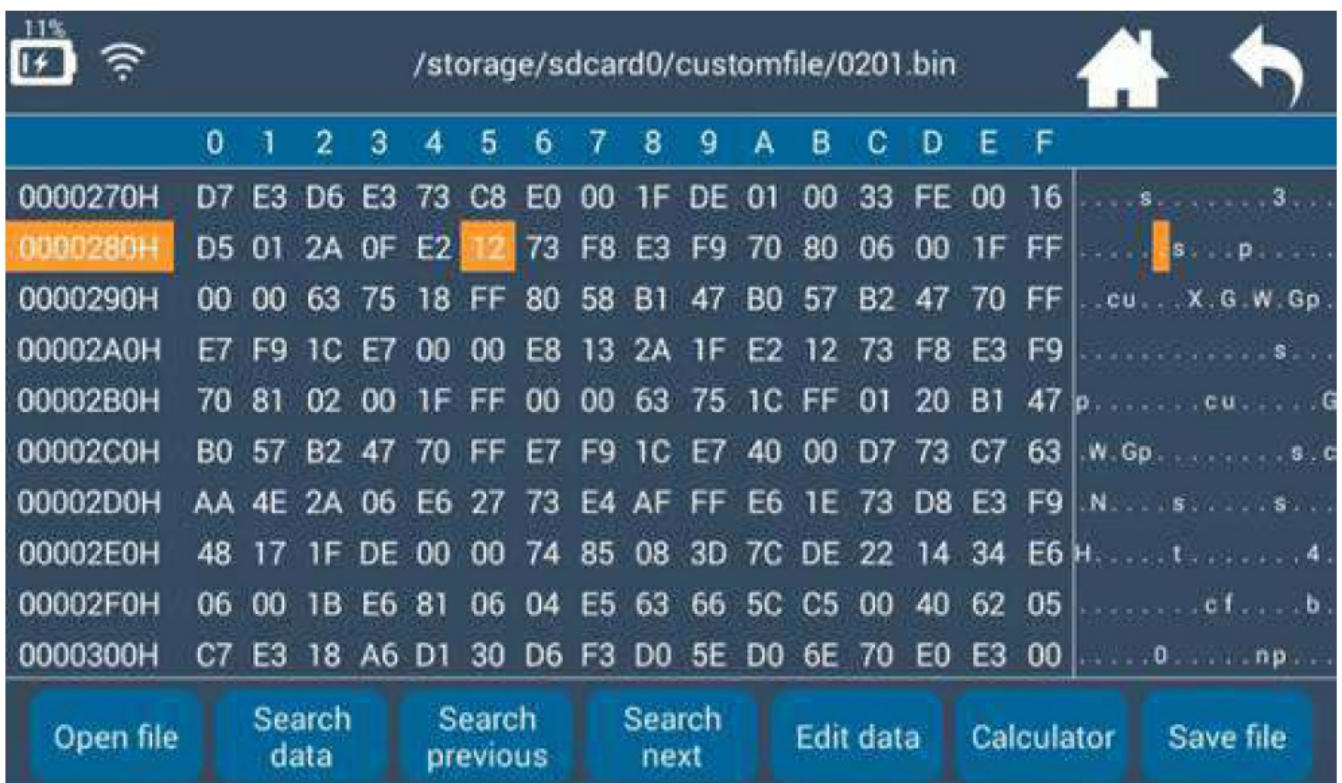 11%
/storage/sdcard0/customfile/0201.bin
0 1 2 3 4 5 6 7 8 9 A B C D E F
0000270H D7 E3 D6 E3 73 C8 E0 00 1F DE 01 00 33 FE 00 16 ....s.......3...
0000280H D5 01 2A 0F E2 12 73 F8 E3 F9 70 80 06 00 1F FF ......s...p.....
0000290H 00 00 63 75 18 FF 80 58 B1 47 B0 57 B2 47 70 FF ..cu...X.G.W.Gp.
00002A0H E7 F9 1C E7 00 00 E8 13 2A 1F E2 12 73 F8 E3 F9 ............s...
00002B0H 70 81 02 00 1F FF 00 00 63 75 1C FF 01 20 B1 47 p.......cu.....G
00002C0H B0 57 B2 47 70 FF E7 F9 1C E7 40 00 D7 73 C7 63 .W.Gp........s.c
00002D0H AA 4E 2A 06 E6 27 73 E4 AF FF E6 1E 73 D8 E3 F9 .N....s.....s...
00002E0H 48 17 1F DE 00 00 74 85 08 3D 7C DE 22 14 34 E6 H.....t.......4.
00002F0H 06 00 1B E6 81 06 04 E5 63 66 5C C5 00 40 62 05 ........cf....b.
0000300H C7 E3 18 A6 D1 30 D6 F3 D0 5E D0 6E 70 E0 E3 00 .....0.....np...
Open file
Search data
Search previous
Search next
Edit data
Calculator
Save file